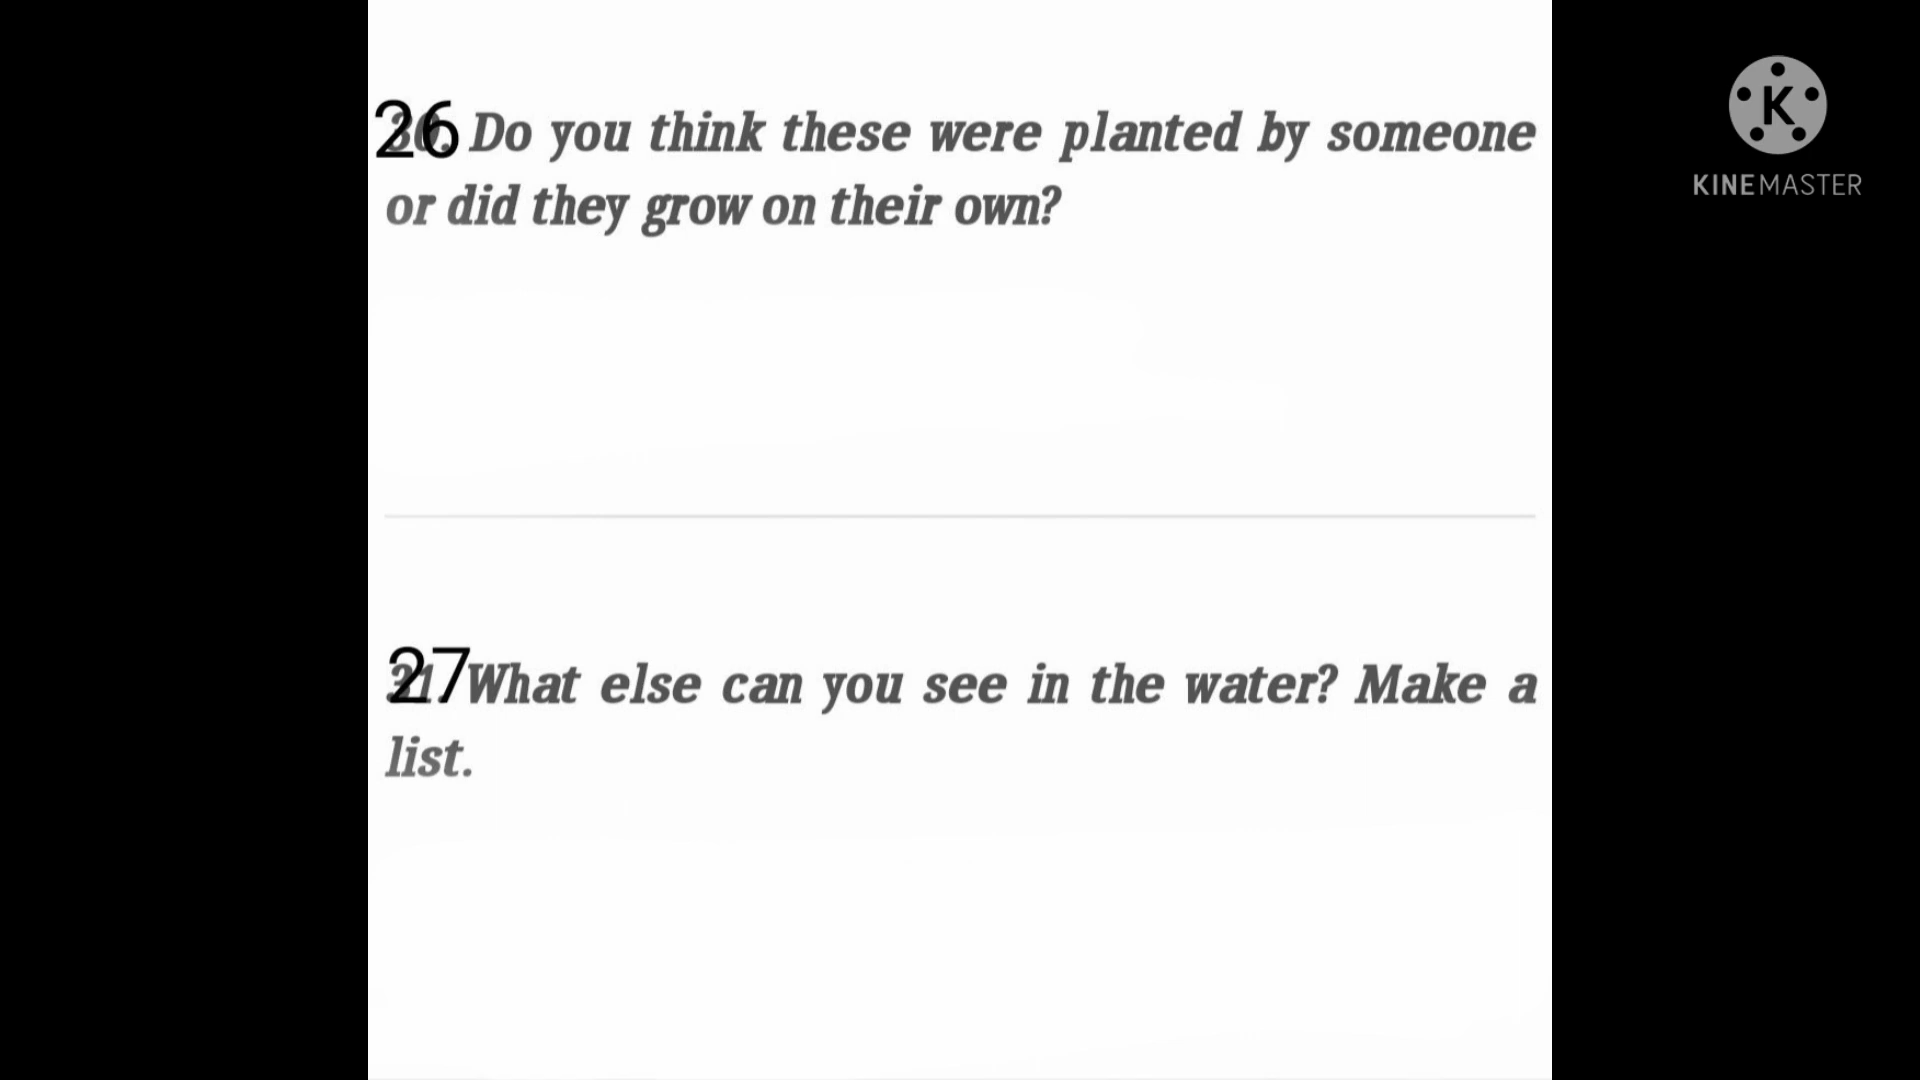 26 Do you think these were planted by someone
or did they grow on their own?
27 What else can you see in the water? Make a
list.
K
KINEMASTER